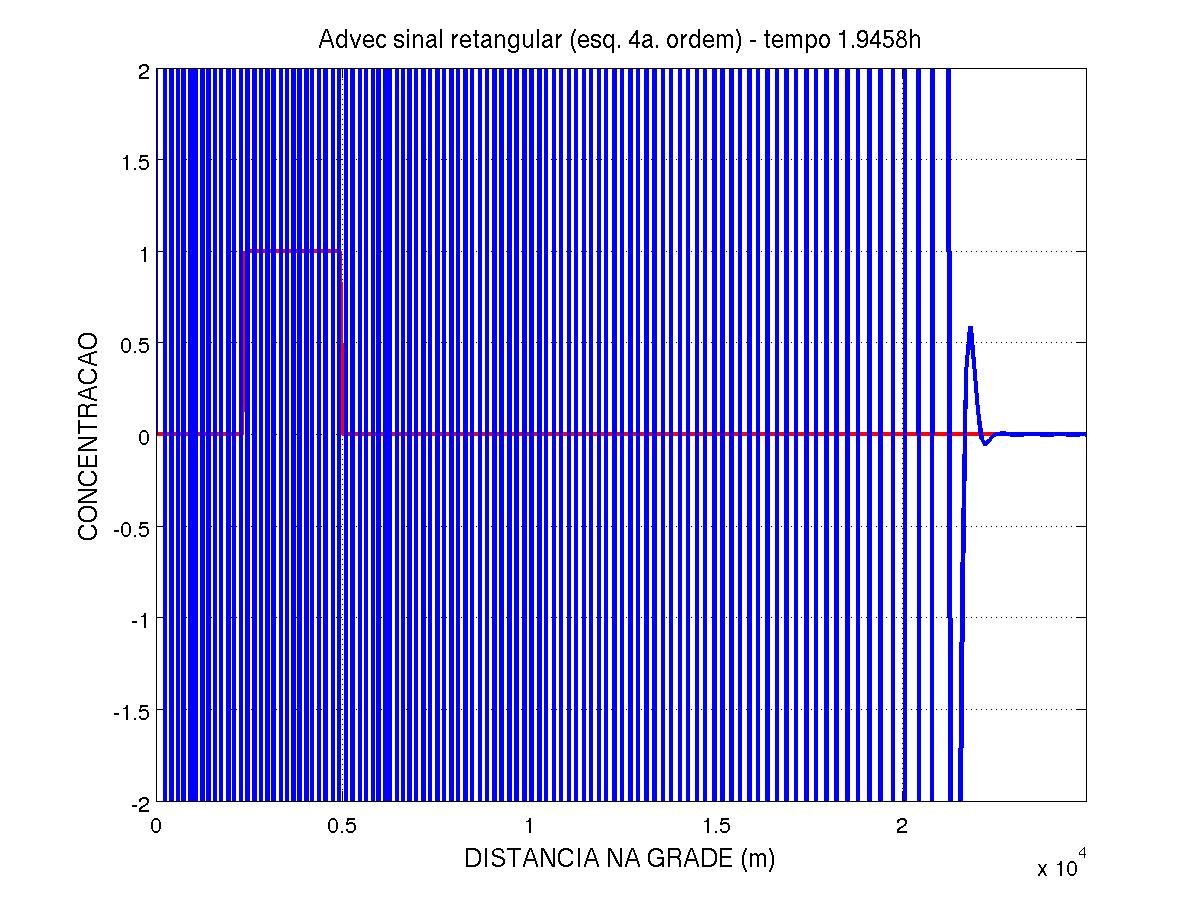 Advec sinal retangular (esq. 4a. ordem) - tempo 1.9458h
2
1.5
1
0.5
0
-0.5
-1
-1.5
-2
CONCENTRACAO
0 0.5 1 1.5 2
DISTANCIA NA GRADE (m)
x 10^4